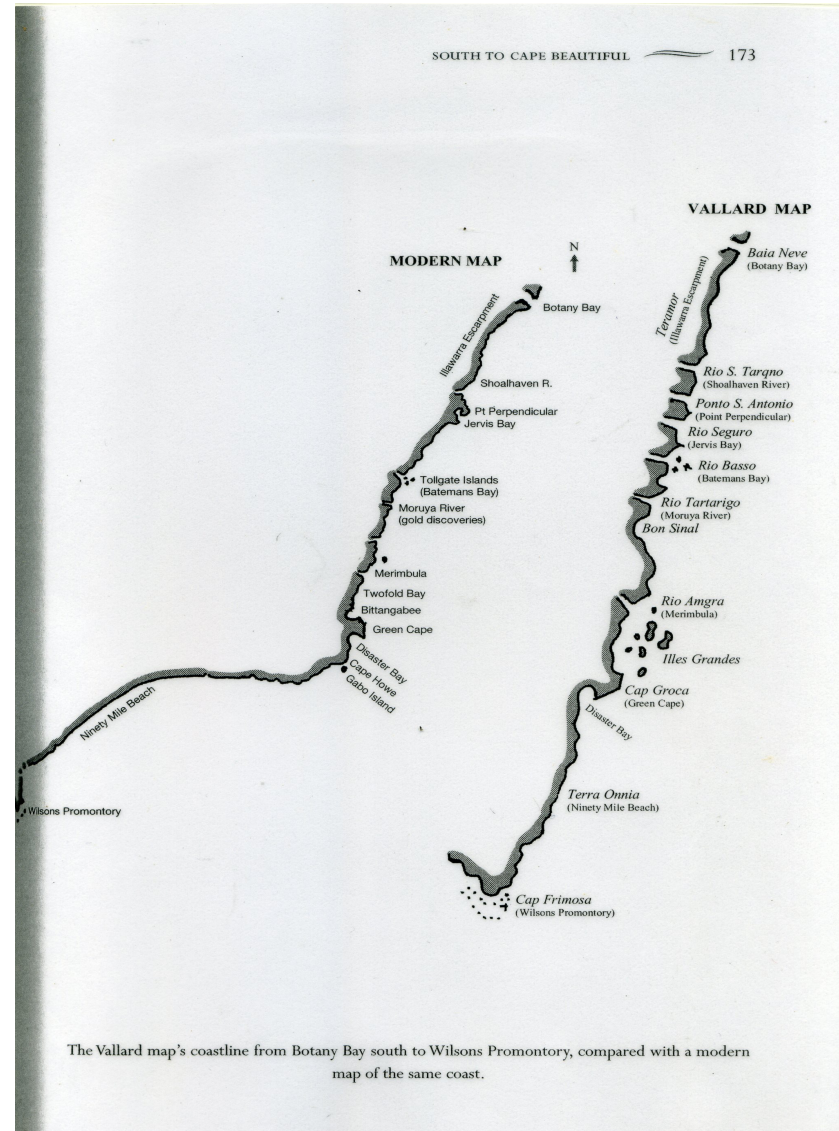 SOUTH TO CAPE BEAUTIFUL 173
MODERN MAP
N
Botany Bay
Illawarra Escarpment
Shoalhaven R.
Pt Perpendicular
Jervis Bay
Tollgate Islands
(Batemans Bay)
Moruya River
(gold discoveries)
Merimbula
Twofold Bay
Bittangabee
Green Cape
Disaster Bay
Cape Howe
Gabo Island
Ninety Mile Beach
Wilsons Promontory
VALLARD MAP
Baia Neve
(Botany Bay)
Teramor
(Illawarra Escarpment)
Rio S. Tarqno
(Shoalhaven River)
Ponto S. Antonio
(Point Perpendicular)
Rio Seguro
(Jervis Bay)
Rio Basso
(Batemans Bay)
Rio Tartarigo
(Moruya River)
Bon Sinal
Rio Amgra
(Merimbula)
Illes Grandes
Cap Groca
(Green Cape)
Disaster Bay
Terra Onnia
(Ninety Mile Beach)
Cap Frimosa
(Wilsons Promontory)
The Vallard map's coastline from Botany Bay south to Wilsons Promontory, compared with a modern
map of the same coast.